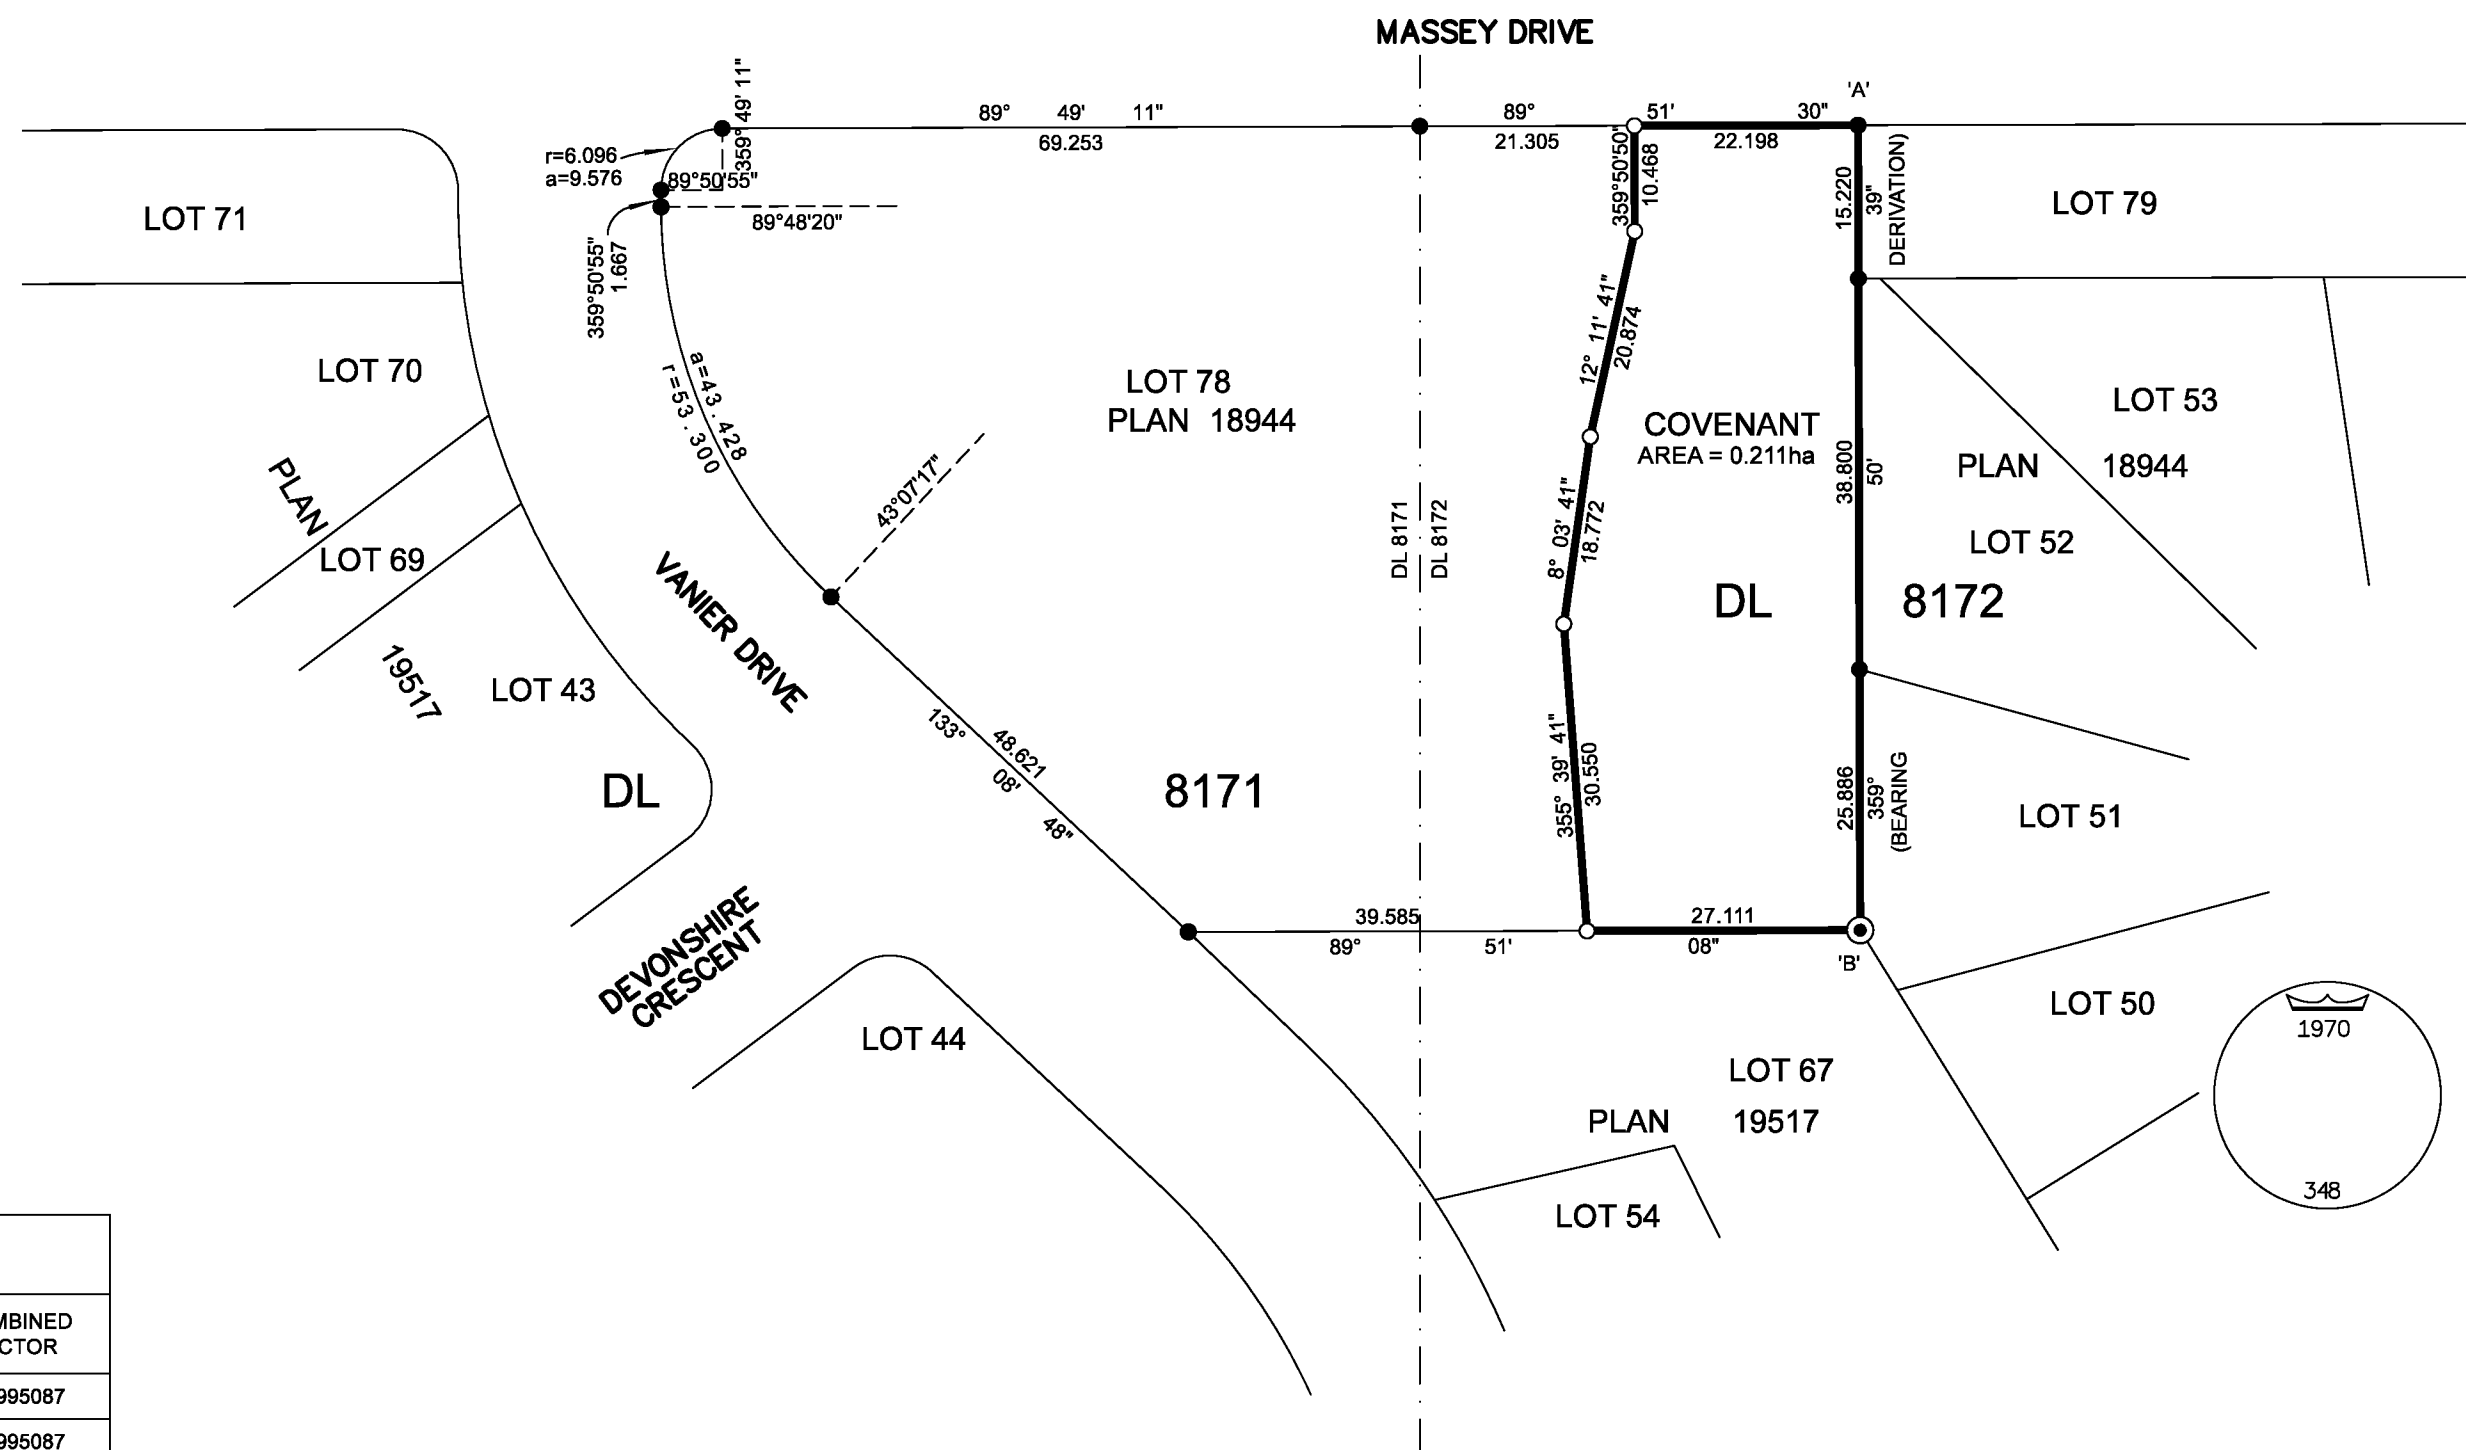 MASSEY DRIVE
'A'
89° 49' 11"
69.253
89° 51' 30"
21.305
22.198
359° 49' 11"
r=6.096
a=9.576
89°50'55"
89°48'20"
359°50'55"
1.667
359°50'50"
10.468
15.220
39"
DERIVATION)
LOT 71
LOT 79
LOT 70
a=43.428
r=53.300
LOT 78
PLAN 18944
12° 11' 41"
20.874
COVENANT
AREA = 0.211ha
LOT 53
38.800
50'
PLAN 18944
43°07'17"
PLAN
LOT 69
DL 8171
DL 8172
8° 03' 41"
18.772
LOT 52
DL 8172
VANIER DRIVE
19517
LOT 43
133° 08' 48"
48.621
355° 39' 41"
30.550
DL 8171
25.886
359°
(BEARING
LOT 51
DEVONSHIRE
CRESCENT
39.585
27.111
89° 51' 08"
'B'
LOT 50
LOT 44
LOT 67
PLAN 19517
1970
348
LOT 54
MBINED
CTOR
995087
995087